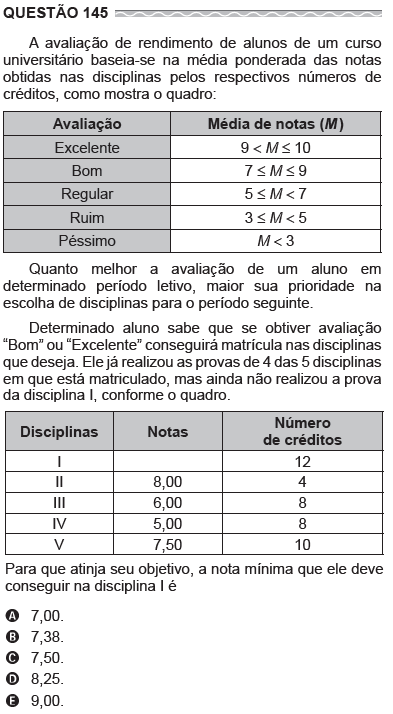 QUESTÃO 145
A avaliação de rendimento de alunos de um curso
universitário baseia-se na média ponderada das notas
obtidas nas disciplinas pelos respectivos números de
créditos, como mostra o quadro:
Avaliação Média de notas (M)
Excelente 9 < M ≤ 10
Bom 7 ≤ M ≤ 9
Regular 5 ≤ M < 7
Ruim 3 ≤ M < 5
Péssimo M < 3
Quanto melhor a avaliação de um aluno em
determinado período letivo, maior sua prioridade na
escolha de disciplinas para o período seguinte.
Determinado aluno sabe que se obtiver avaliação
“Bom” ou “Excelente” conseguirá matrícula nas disciplinas
que deseja. Ele já realizou as provas de 4 das 5 disciplinas
em que está matriculado, mas ainda não realizou a prova
da disciplina I, conforme o quadro.
Disciplinas Notas Número
de créditos
I 12
II 8,00 4
III 6,00 8
IV 5,00 8
V 7,50 10
Para que atinja seu objetivo, a nota mínima que ele deve
conseguir na disciplina I é
A 7,00.
B 7,38.
C 7,50.
D 8,25.
E 9,00.